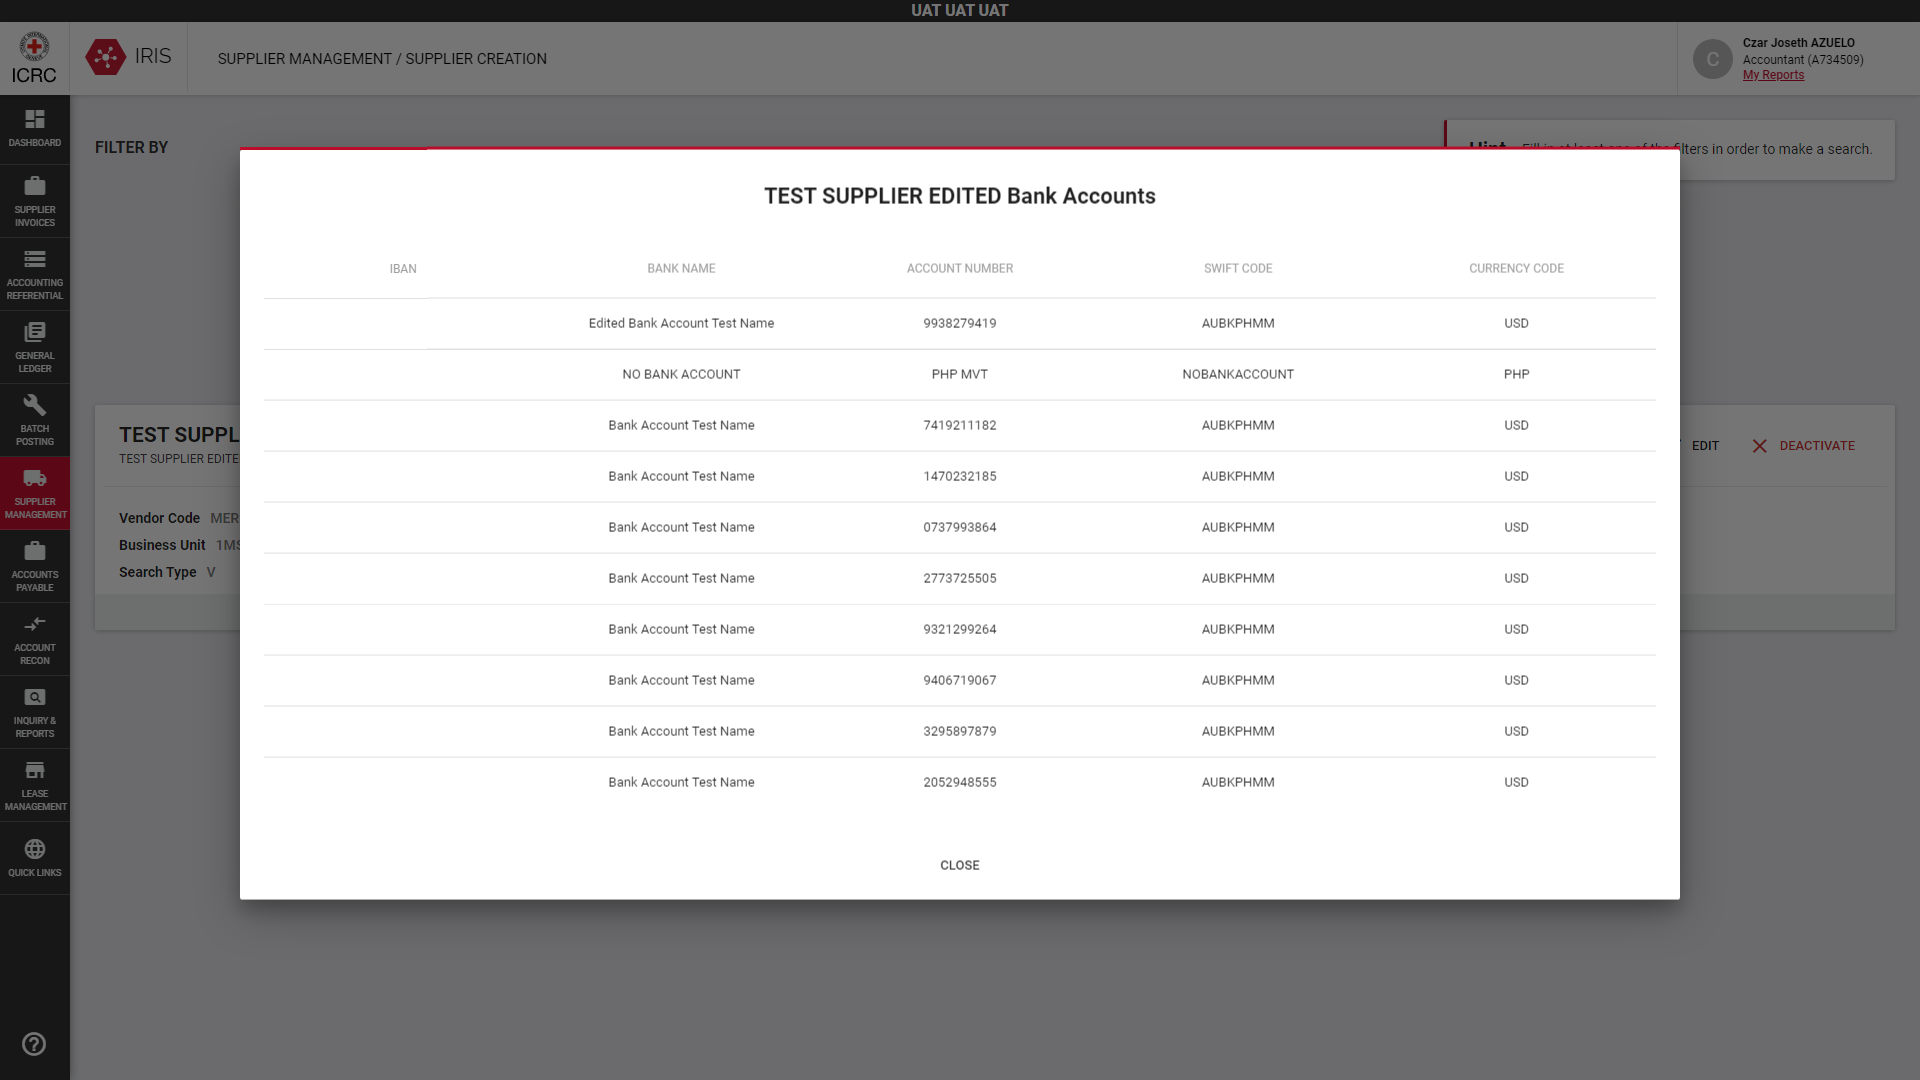 UAT UAT UAT
ICRC
IRIS
SUPPLIER MANAGEMENT / SUPPLIER CREATION
C
Czar Joseth AZUELO
Accountant (A734509)
My Reports
DASHBOARD
SUPPLIER
INVOICES
ACCOUNTING
REFERENTIAL
GENERAL
LEDGER
BATCH
POSTING
SUPPLIER
MANAGEMENT
ACCOUNTS
PAYABLE
ACCOUNT
RECON
INQUIRY &
REPORTS
LEASE
MANAGEMENT
QUICK LINKS
FILTER BY
Hint Fill in at least one of the filters in order to make a search.
TEST SUPPL
TEST SUPPLIER EDITE
EDIT DEACTIVATE
Vendor Code MER
Business Unit 1MS
Search Type V
TEST SUPPLIER EDITED Bank Accounts
IBAN BANK NAME ACCOUNT NUMBER SWIFT CODE CURRENCY CODE
Edited Bank Account Test Name 9938279419 AUBKPHMM USD
NO BANK ACCOUNT PHP MVT NOBANKACCOUNT PHP
Bank Account Test Name 7419211182 AUBKPHMM USD
Bank Account Test Name 1470232185 AUBKPHMM USD
Bank Account Test Name 0737993864 AUBKPHMM USD
Bank Account Test Name 2773725505 AUBKPHMM USD
Bank Account Test Name 9321299264 AUBKPHMM USD
Bank Account Test Name 9406719067 AUBKPHMM USD
Bank Account Test Name 3295897879 AUBKPHMM USD
Bank Account Test Name 2052948555 AUBKPHMM USD
CLOSE